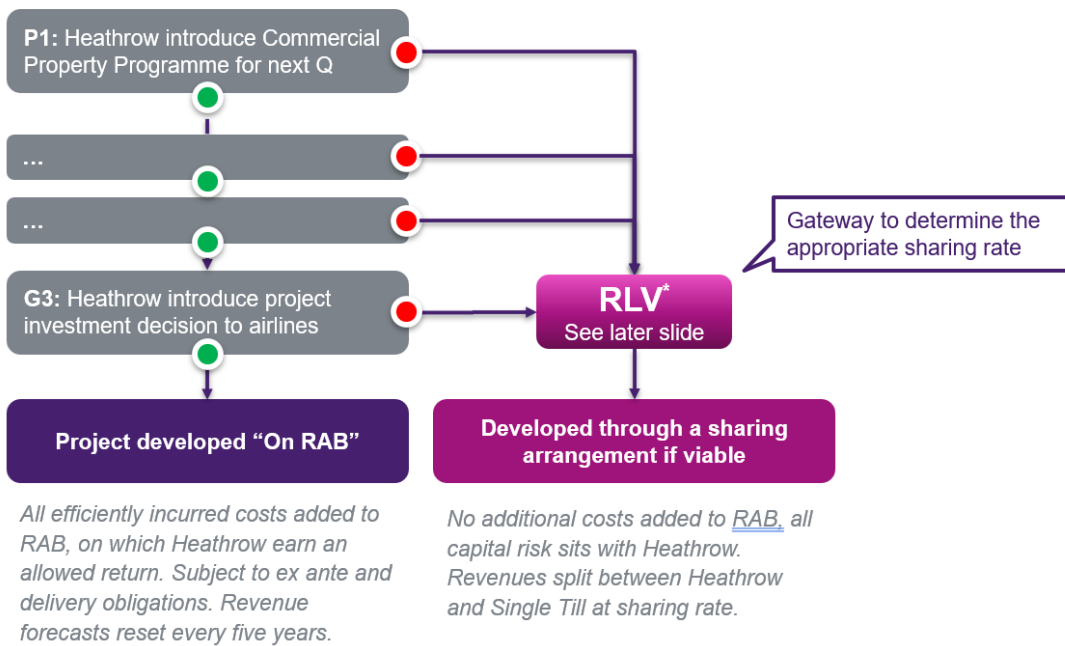 P1: Heathrow introduce Commercial
Property Programme for next Q
...
...
Gateway to determine the
appropriate sharing rate
G3: Heathrow introduce project
investment decision to airlines
RLV*
See later slide
Project developed “On RAB”
Developed through a sharing
arrangement if viable
All efficiently incurred costs added to
RAB, on which Heathrow earn an
allowed return. Subject to ex ante and
delivery obligations. Revenue
forecasts reset every five years.
No additional costs added to RAB, all
capital risk sits with Heathrow.
Revenues split between Heathrow
and Single Till at sharing rate.